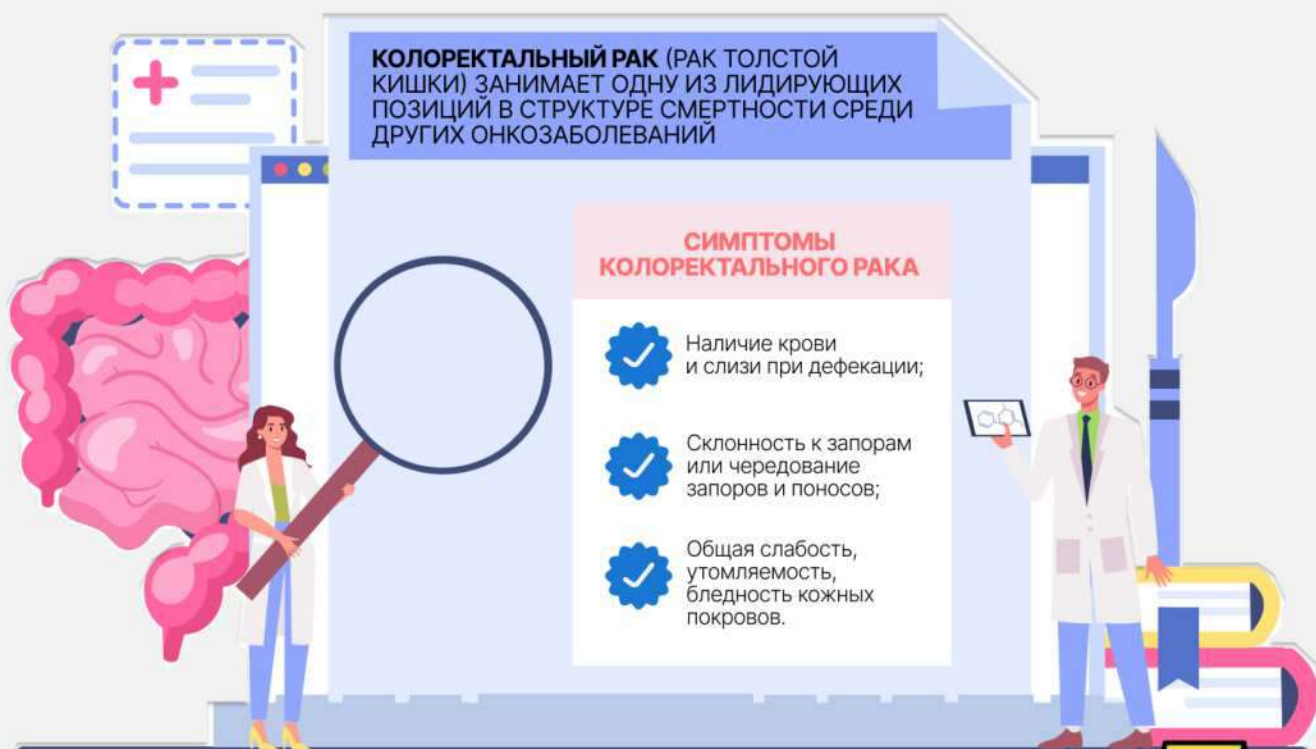 КОЛОРЕКТАЛЬНЫЙ РАК (РАК ТОЛСТОЙ
КИШКИ) ЗАНИМАЕТ ОДНУ ИЗ ЛИДИРУЮЩИХ
ПОЗИЦИЙ В СТРУКТУРЕ СМЕРТНОСТИ СРЕДИ
ДРУГИХ ОНКОЗАБОЛЕВАНИЙ
СИМПТОМЫ
КОЛОРЕКТАЛЬНОГО РАКА
Наличие крови
и слизи при дефекации;
Склонность к запорам
или чередование
запоров и поносов;
Общая слабость,
утомляемость,
бледность кожных
покровов.